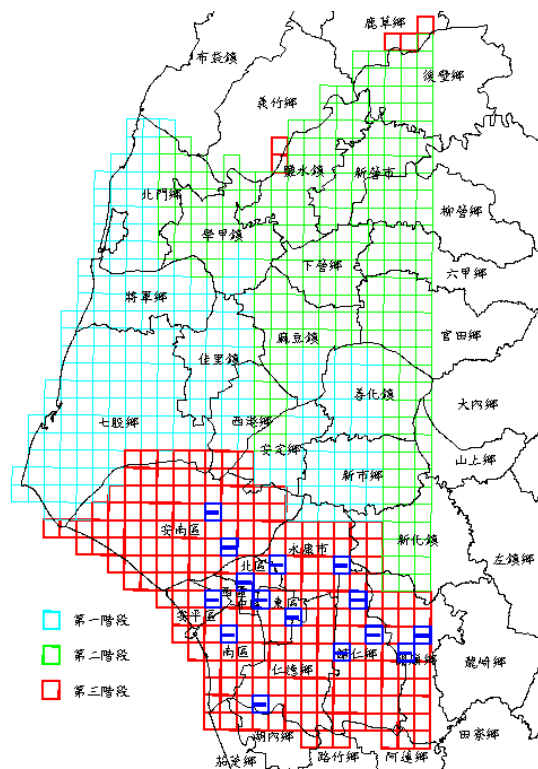 鹿草鄉
布袋鎮
後壁鄉
義竹鄉
鹽水鎮
新營市
北門鄉
柳營鄉
學甲鎮
下營鄉
六甲鄉
將軍鄉
麻豆鎮
官田鄉
佳里鎮
善化鎮
大內鄉
七股鄉
西港鄉
安定鄉
山上鄉
新市鄉
安南區
永康市
新化鎮
左鎮鄉
北區
西區
中區
東區
安平區
第一階段
南區
歸仁鄉
第二階段
龍崎鄉
仁德鄉
第三階段
田寮鄉
湖內鄉
路竹鄉
阿蓮鄉